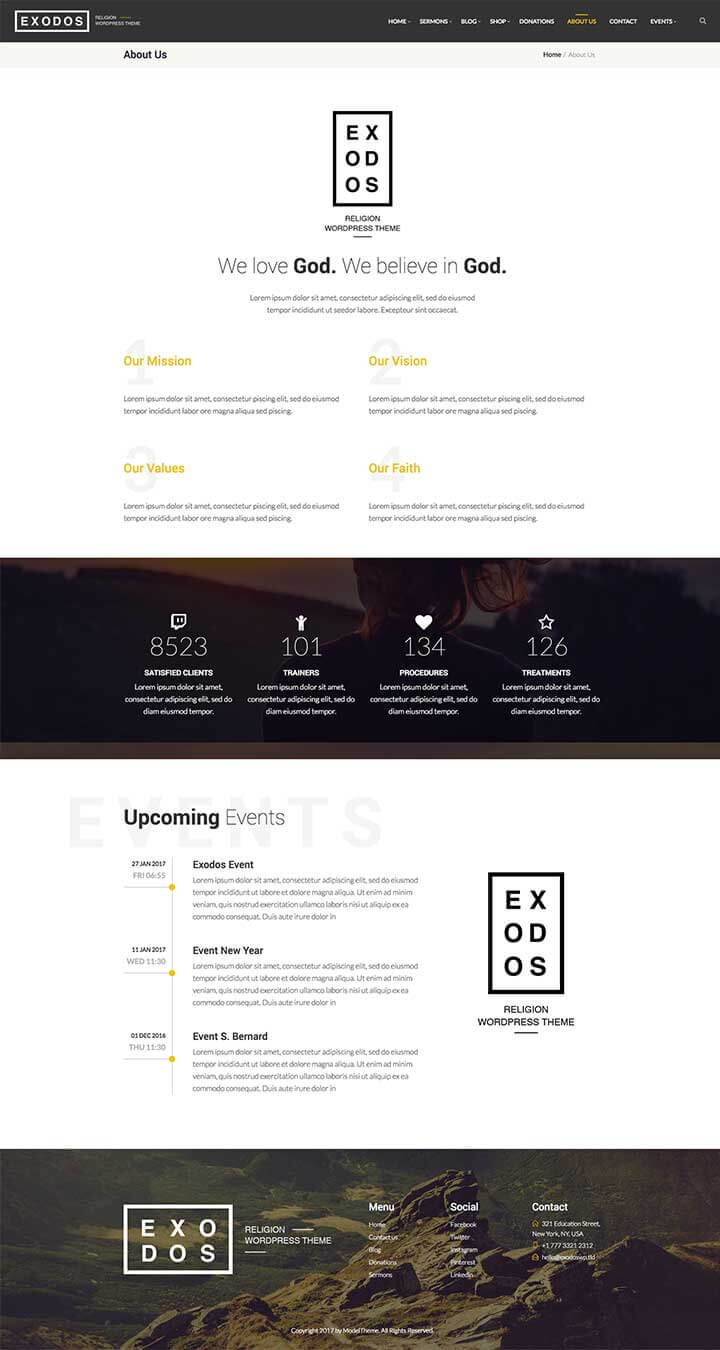 EXODOS
RELIGION
WORDPRESS THEME
HOME SERMONS BLOG SHOP DONATIONS ABOUT US CONTACT EVENTS
About Us
Home / About Us
EX
OD
OS
RELIGION
WORDPRESS THEME
We love God. We believe in God.
Lorem ipsum dolor sit amet, consectetur adipiscing elit, sed do eiusmod
tempor incididunt ut seedor labore. Excepteur sint occaecat.
1
Our Mission
Lorem ipsum dolor sit amet, consectetur piscing elit, sed do eiusmod
tempor incididunt labor ore magna aliqua sed piscing.
2
Our Vision
Lorem ipsum dolor sit amet, consectetur piscing elit, sed do eiusmod
tempor incididunt labor ore magna aliqua sed piscing.
3
Our Values
Lorem ipsum dolor sit amet, consectetur piscing elit, sed do eiusmod
tempor incididunt labor ore magna aliqua sed piscing.
4
Our Faith
Lorem ipsum dolor sit amet, consectetur piscing elit, sed do eiusmod
tempor incididunt labor ore magna aliqua sed piscing.
8523
SATISFIED CLIENTS
Lorem ipsum dolor sit amet,
consectetur adipiscing elit, sed do
diam eiusmod tempor.
101
TRAINERS
Lorem ipsum dolor sit amet,
consectetur adipiscing elit, sed do
diam eiusmod tempor.
134
PROCEDURES
Lorem ipsum dolor sit amet,
consectetur adipiscing elit, sed do
diam eiusmod tempor.
126
TREATMENTS
Lorem ipsum dolor sit amet,
consectetur adipiscing elit, sed do
diam eiusmod tempor.
EVENTS
Upcoming Events
27 JAN 2017
FRI 06:55
Exodos Event
Lorem ipsum dolor sit amet, consectetur adipiscing elit, sed do eiusmod
tempor incididunt ut labore et dolore magna aliqua. Ut enim ad minim
veniam, quis nostrud exercitation ullamco laboris nisi ut aliquip ex ea
commodo consequat. Duis aute irure dolor in
11 JAN 2017
WED 11:30
Event New Year
Lorem ipsum dolor sit amet, consectetur adipiscing elit, sed do eiusmod
tempor incididunt ut labore et dolore magna aliqua. Ut enim ad minim
veniam, quis nostrud exercitation ullamco laboris nisi ut aliquip ex ea
commodo consequat. Duis aute irure dolor in
01 DEC 2016
THU 11:30
Event S. Bernard
Lorem ipsum dolor sit amet, consectetur adipiscing elit, sed do eiusmod
tempor incididunt ut labore et dolore magna aliqua. Ut enim ad minim
veniam, quis nostrud exercitation ullamco laboris nisi ut aliquip ex ea
commodo consequat. Duis aute irure dolor in
EX
OD
OS
RELIGION
WORDPRESS THEME
EXO
DOS
RELIGION
WORDPRESS THEME
Menu
Home
Contact us
Blog
Donations
Sermons
Social
Facebook
Twitter
Instagram
Pinterest
Linkedin
Contact
321 Education Street,
New York, NY, USA
+1 777 3321 2312
hello@exodoswp.tld
Copyright 2017 by ModelTheme. All Rights Reserved.